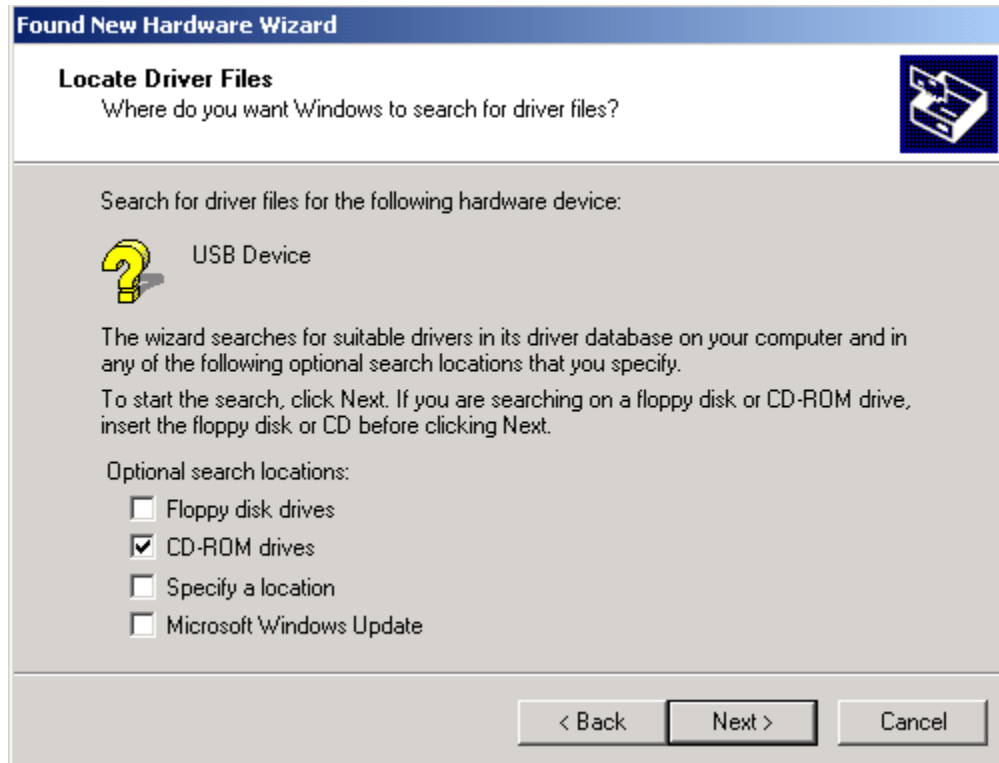 Found New Hardware Wizard
Locate Driver Files
Where do you want Windows to search for driver files?
Search for driver files for the following hardware device:
USB Device
The wizard searches for suitable drivers in its driver database on your computer and in
any of the following optional search locations that you specify.
To start the search, click Next. If you are searching on a floppy disk or CD-ROM drive,
insert the floppy disk or CD before clicking Next.
Optional search locations:
Floppy disk drives
CD-ROM drives
Specify a location
Microsoft Windows Update
< Back Next > Cancel